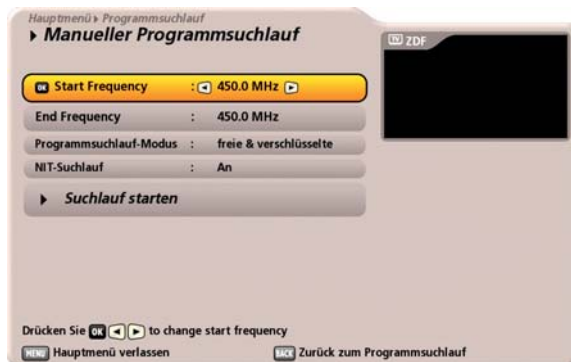 Hauptmenü ▸ Programmsuchlauf
▸ Manueller Programmsuchlauf
TV ZDF
OK Start Frequency : ◀ 450.0 MHz ▶
End Frequency : 450.0 MHz
Programmsuchlauf-Modus : freie & verschlüsselte
NIT-Suchlauf : An
▸ Suchlauf starten
Drücken Sie OK ◀ ▶ to change start frequency
MENU Hauptmenü verlassen BACK Zurück zum Programmsuchlauf